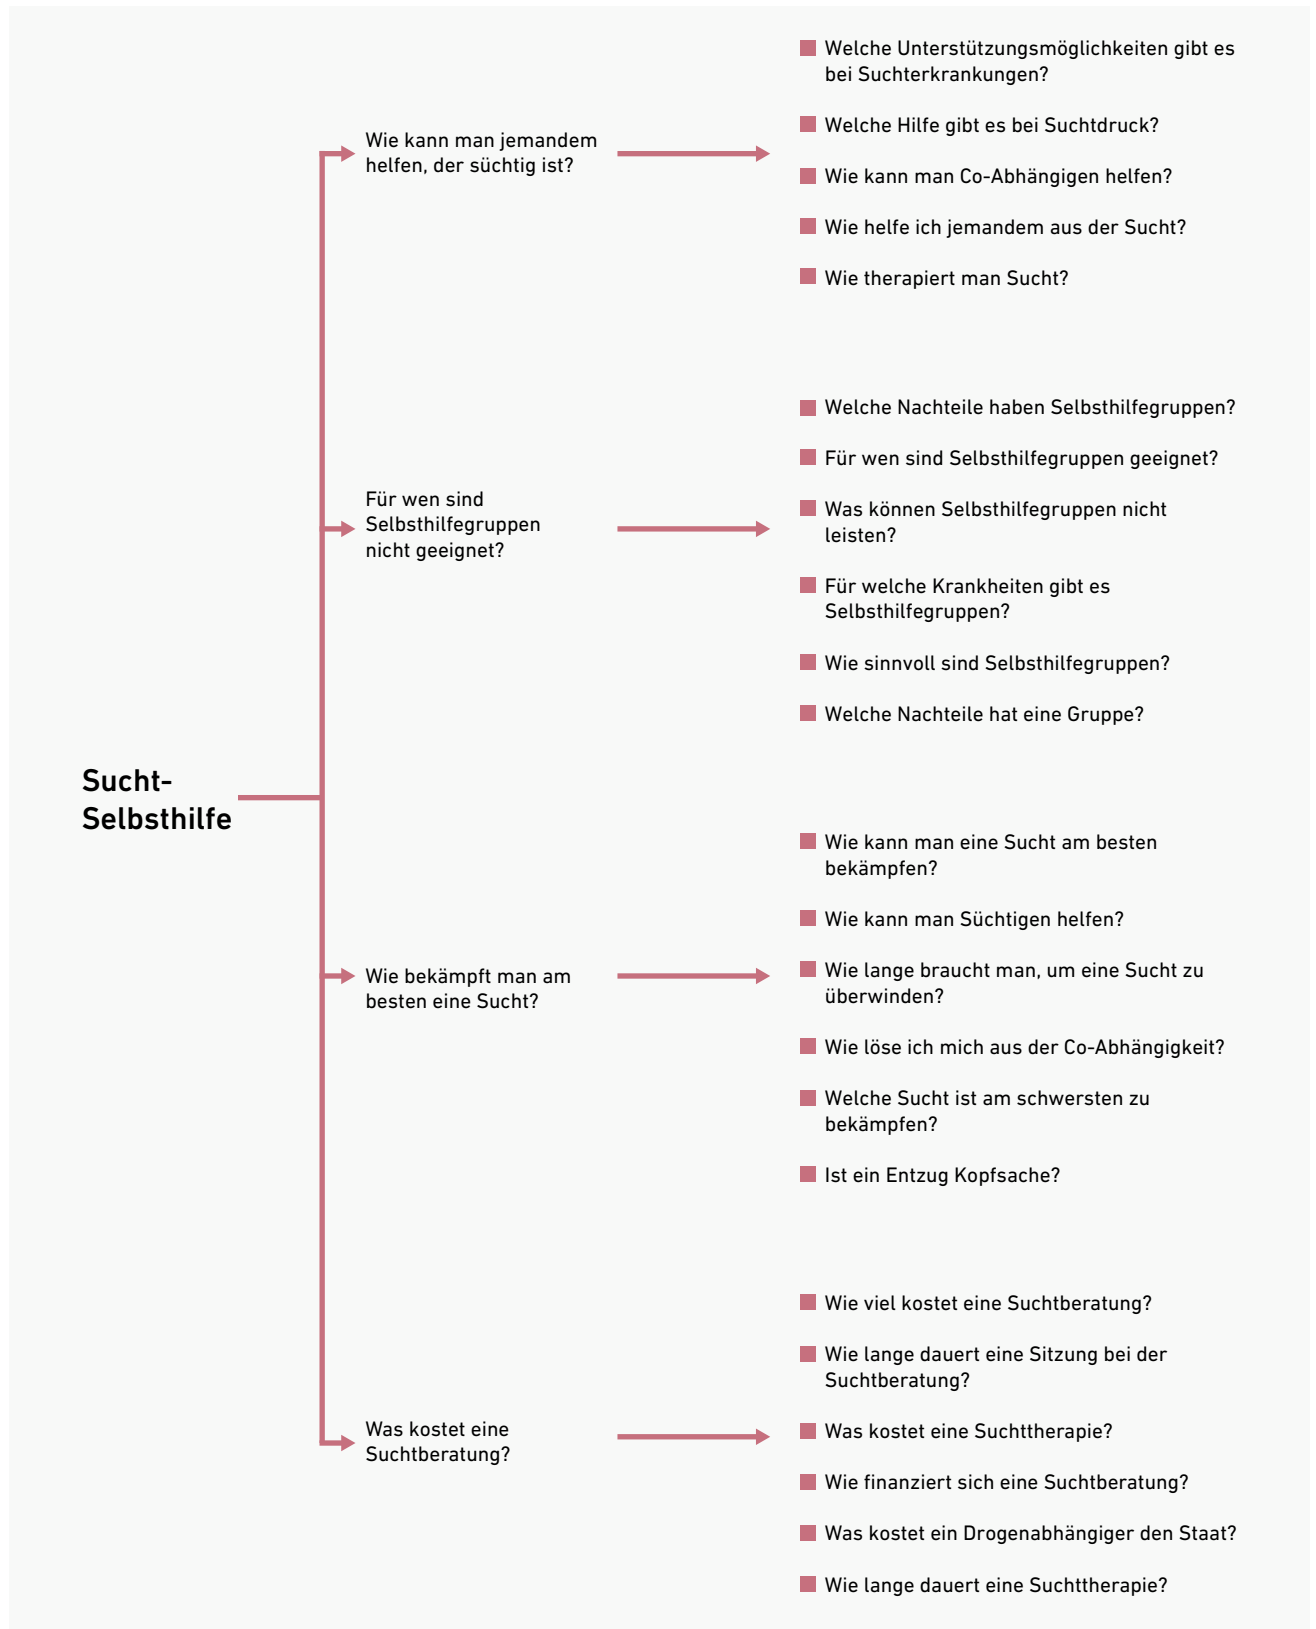 Sucht-
Selbsthilfe
Wie kann man jemandem
helfen, der süchtig ist?
Welche Unterstützungsmöglichkeiten gibt es
bei Suchterkrankungen?
Welche Hilfe gibt es bei Suchtdruck?
Wie kann man Co-Abhängigen helfen?
Wie helfe ich jemandem aus der Sucht?
Wie therapiert man Sucht?
Für wen sind
Selbsthilfegruppen
nicht geeignet?
Welche Nachteile haben Selbsthilfegruppen?
Für wen sind Selbsthilfegruppen geeignet?
Was können Selbsthilfegruppen nicht
leisten?
Für welche Krankheiten gibt es
Selbsthilfegruppen?
Wie sinnvoll sind Selbsthilfegruppen?
Welche Nachteile hat eine Gruppe?
Wie bekämpft man am
besten eine Sucht?
Wie kann man eine Sucht am besten
bekämpfen?
Wie kann man Süchtigen helfen?
Wie lange braucht man, um eine Sucht zu
überwinden?
Wie löse ich mich aus der Co-Abhängigkeit?
Welche Sucht ist am schwersten zu
bekämpfen?
Ist ein Entzug Kopfsache?
Was kostet eine
Suchtberatung?
Wie viel kostet eine Suchtberatung?
Wie lange dauert eine Sitzung bei der
Suchtberatung?
Was kostet eine Suchttherapie?
Wie finanziert sich eine Suchtberatung?
Was kostet ein Drogenabhängiger den Staat?
Wie lange dauert eine Suchttherapie?